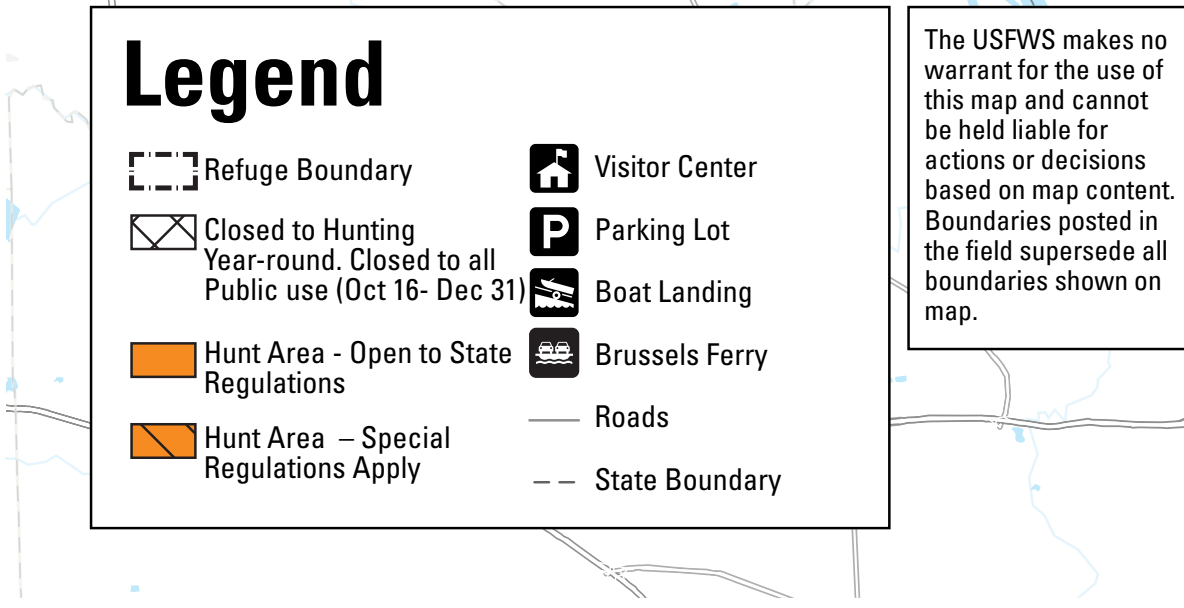 Legend
Refuge Boundary
Closed to Hunting
Year-round. Closed to all
Public use (Oct 16- Dec 31)
Hunt Area - Open to State
Regulations
Hunt Area – Special
Regulations Apply
Visitor Center
P
Parking Lot
Boat Landing
Brussels Ferry
Roads
State Boundary
The USFWS makes no
warrant for the use of
this map and cannot
be held liable for
actions or decisions
based on map content.
Boundaries posted in
the field supersede all
boundaries shown on
map.